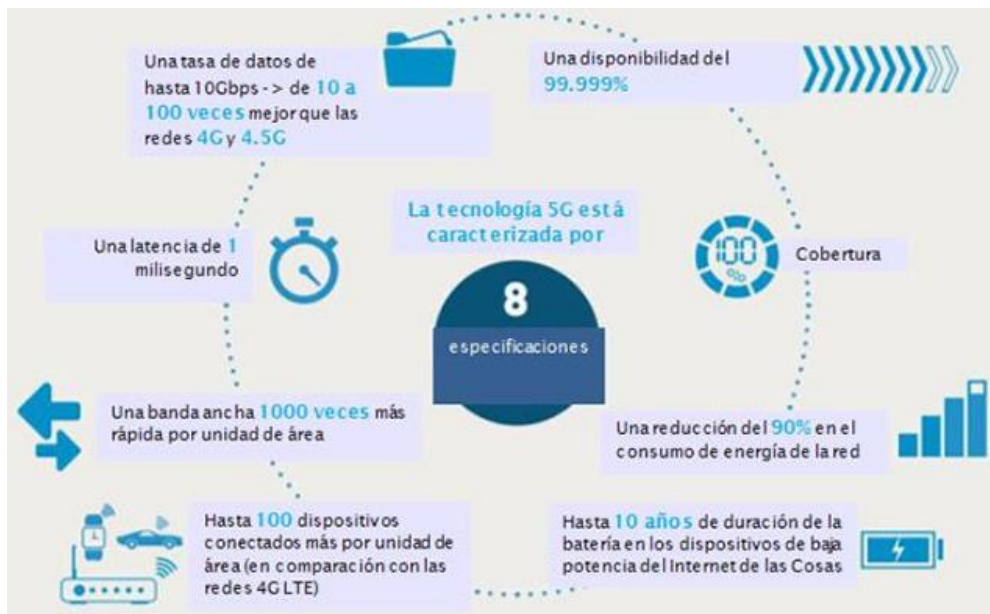 Una tasa de datos de
hasta 10Gbps -> de 10 a
100 veces mejor que las
redes 4G y 4.5G
Una disponibilidad del
99.999%
La tecnología 5G está
caracterizada por
8
especificaciones
Una latencia de 1
milisegundo
100
%
Cobertura
Una banda ancha 1000 veces más
rápida por unidad de área
Una reducción del 90% en el
consumo de energía de la red
Hasta 100 dispositivos
conectados más por unidad de
área (en comparación con las
redes 4G LTE)
Hasta 10 años de duración de la
batería en los dispositivos de baja
potencia del Internet de las Cosas